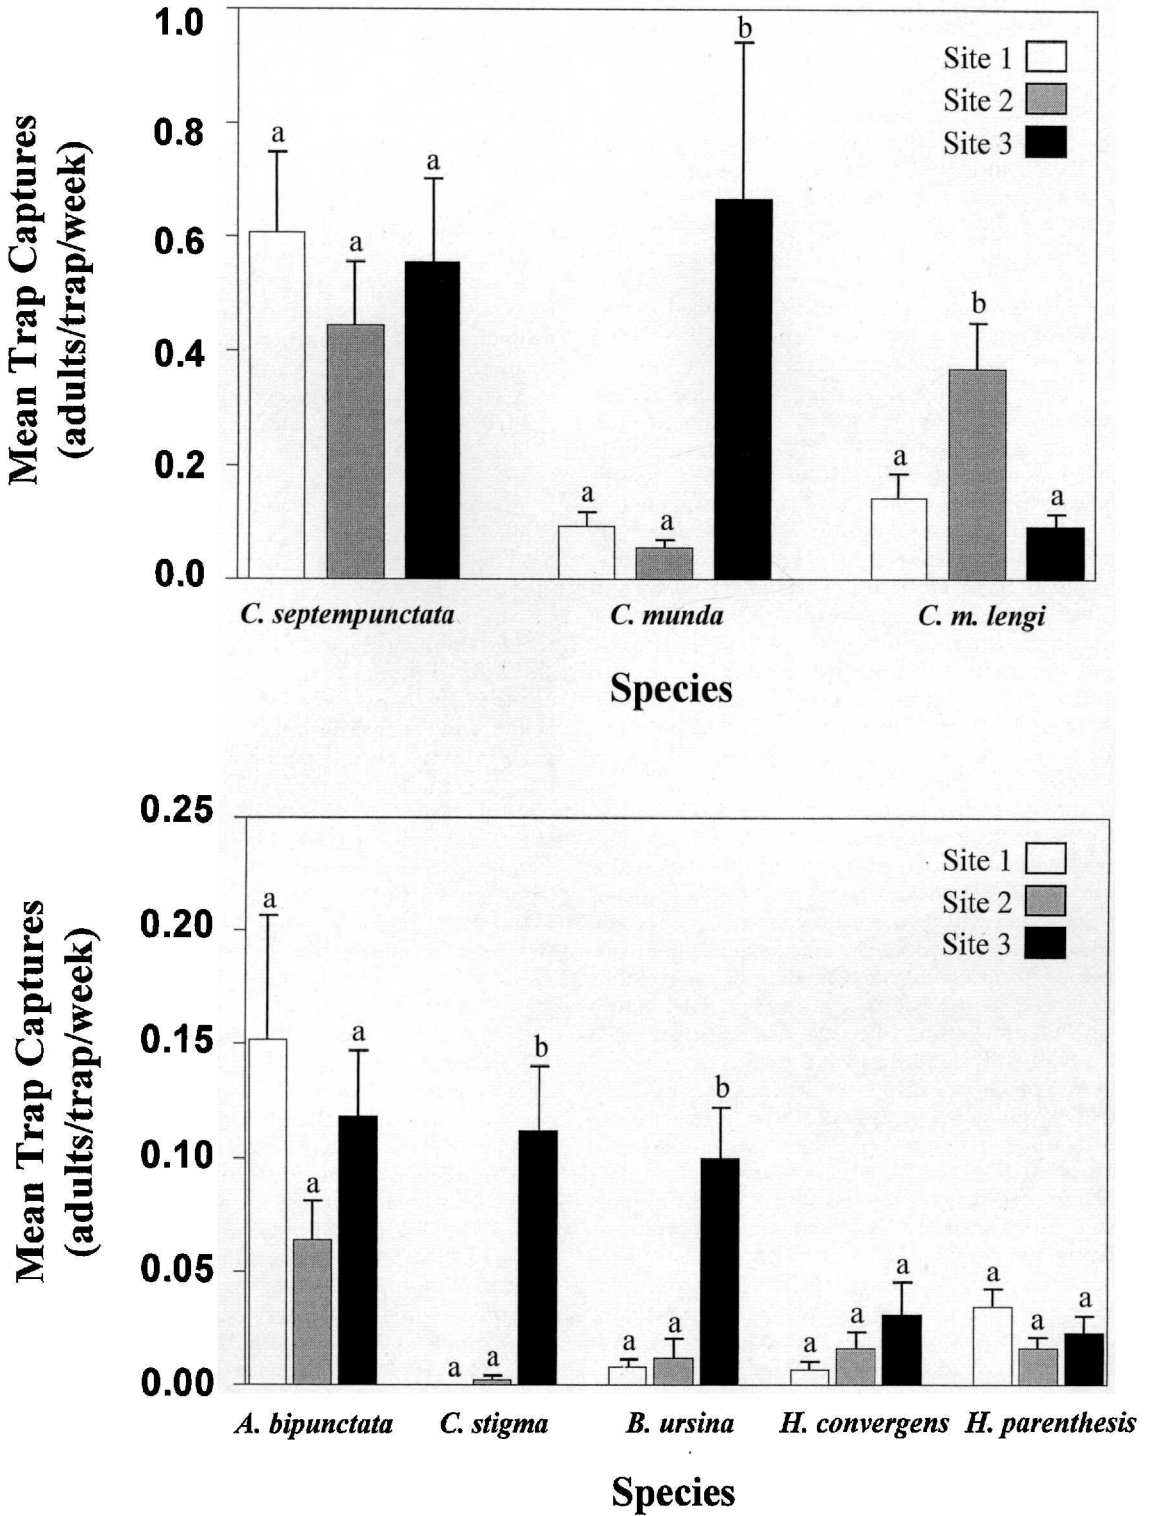 Mean Trap Captures
(adults/trap/week)
1.0
0.8
0.6
0.4
0.2
0.0
Site 1
Site 2
Site 3
a
a
a
a
a
b
a
b
a
C. septempunctata
C. munda
C. m. lengi
Species
Mean Trap Captures
(adults/trap/week)
0.25
0.20
0.15
0.10
0.05
0.00
Site 1
Site 2
Site 3
a
a
a
a
a
b
a
a
b
a
a
a
a
a
a
A. bipunctata
C. stigma
B. ursina
H. convergens
H. parenthesis
Species